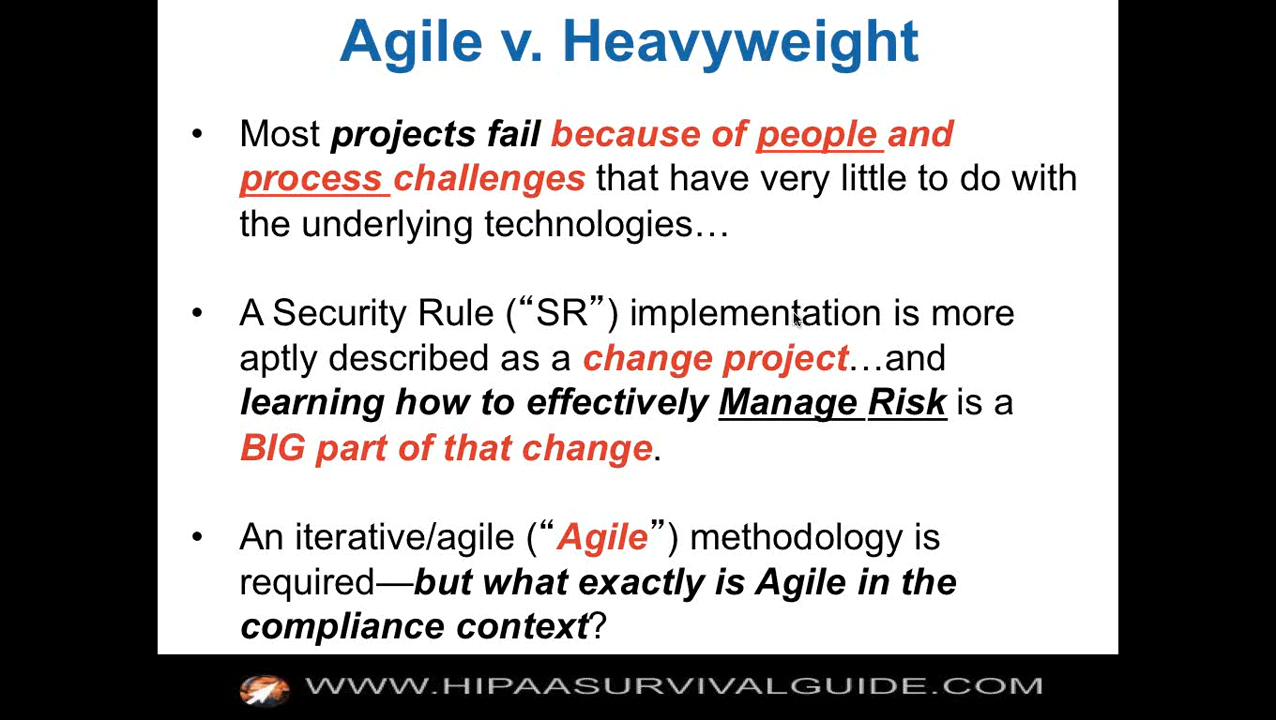 Agile v. Heavyweight
• Most projects fail because of people and
process challenges that have very little to do with
the underlying technologies…
• A Security Rule (“SR”) implementation is more
aptly described as a change project…and
learning how to effectively Manage Risk is a
BIG part of that change.
• An iterative/agile (“Agile”) methodology is
required—but what exactly is Agile in the
compliance context?
WWW.HIPAASURVIVALGUIDE.COM